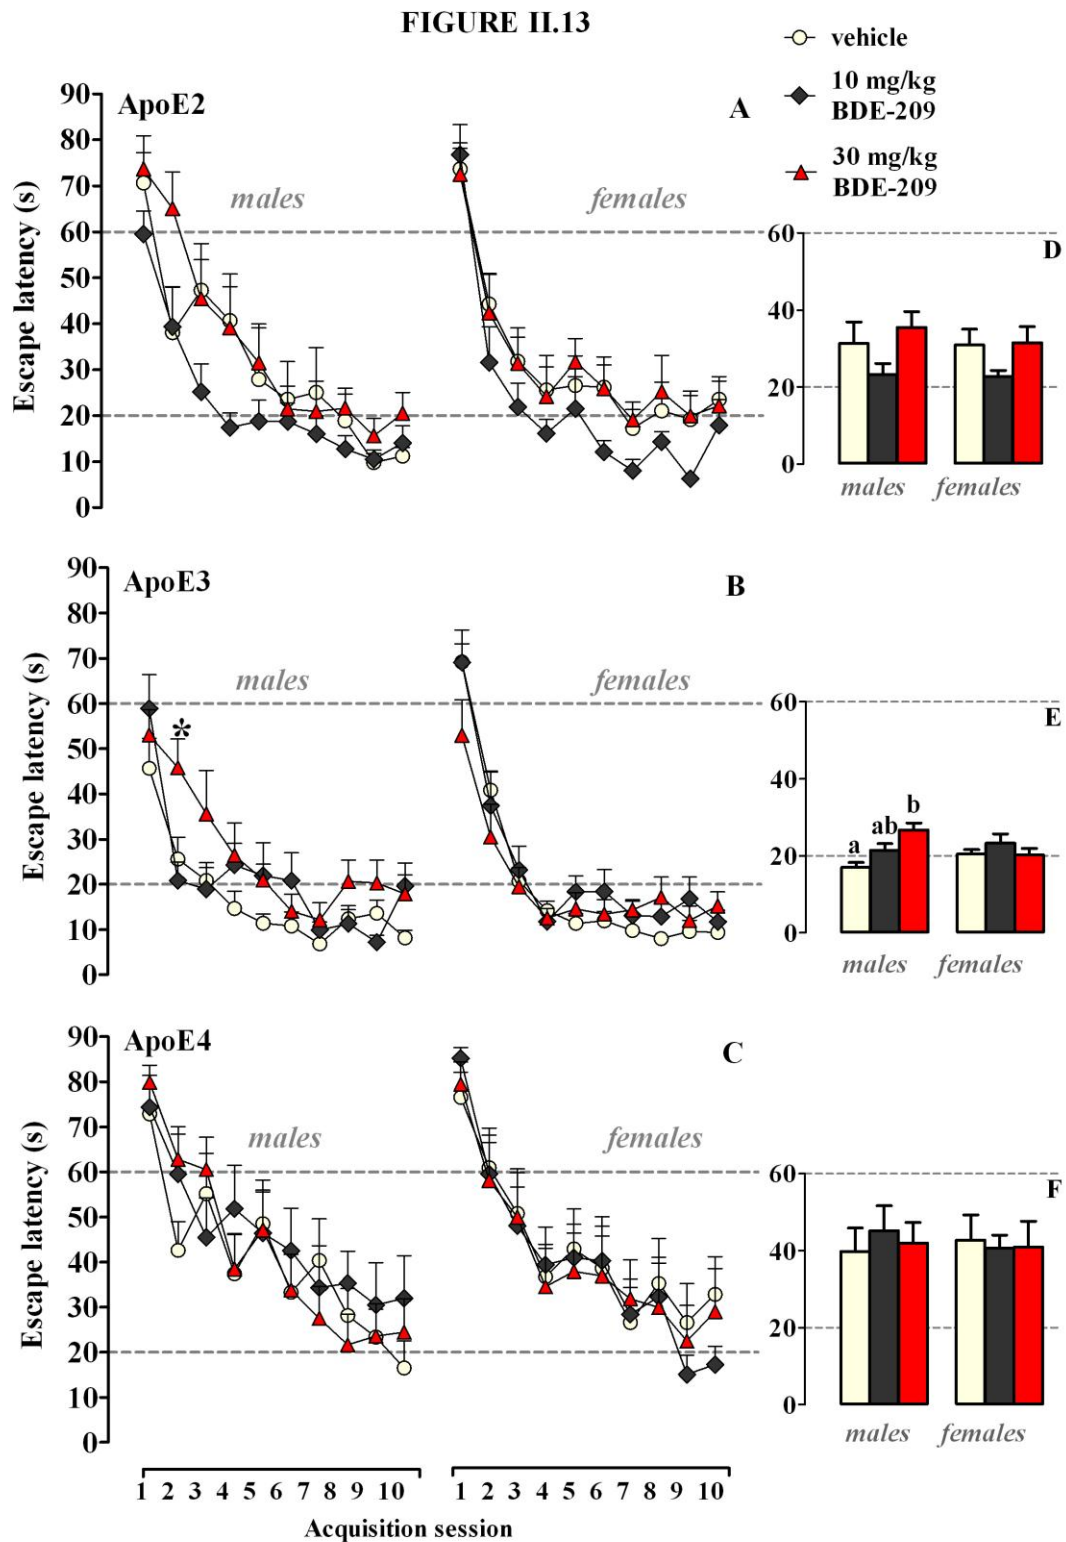 FIGURE II.13
vehicle
10 mg/kg
BDE-209
30 mg/kg
BDE-209
ApoE2
A
males
females
Escape latency (s)
90
80
70
60
50
40
30
20
10
0
D
60
40
20
0
males females
ApoE3
B
males
females
Escape latency (s)
90
80
70
60
50
40
30
20
10
0
*
E
60
40
20
0
a ab b
males females
ApoE4
C
males
females
Escape latency (s)
90
80
70
60
50
40
30
20
10
0
F
60
40
20
0
males females
1 2 3 4 5 6 7 8 9 10
1 2 3 4 5 6 7 8 9 10
Acquisition session